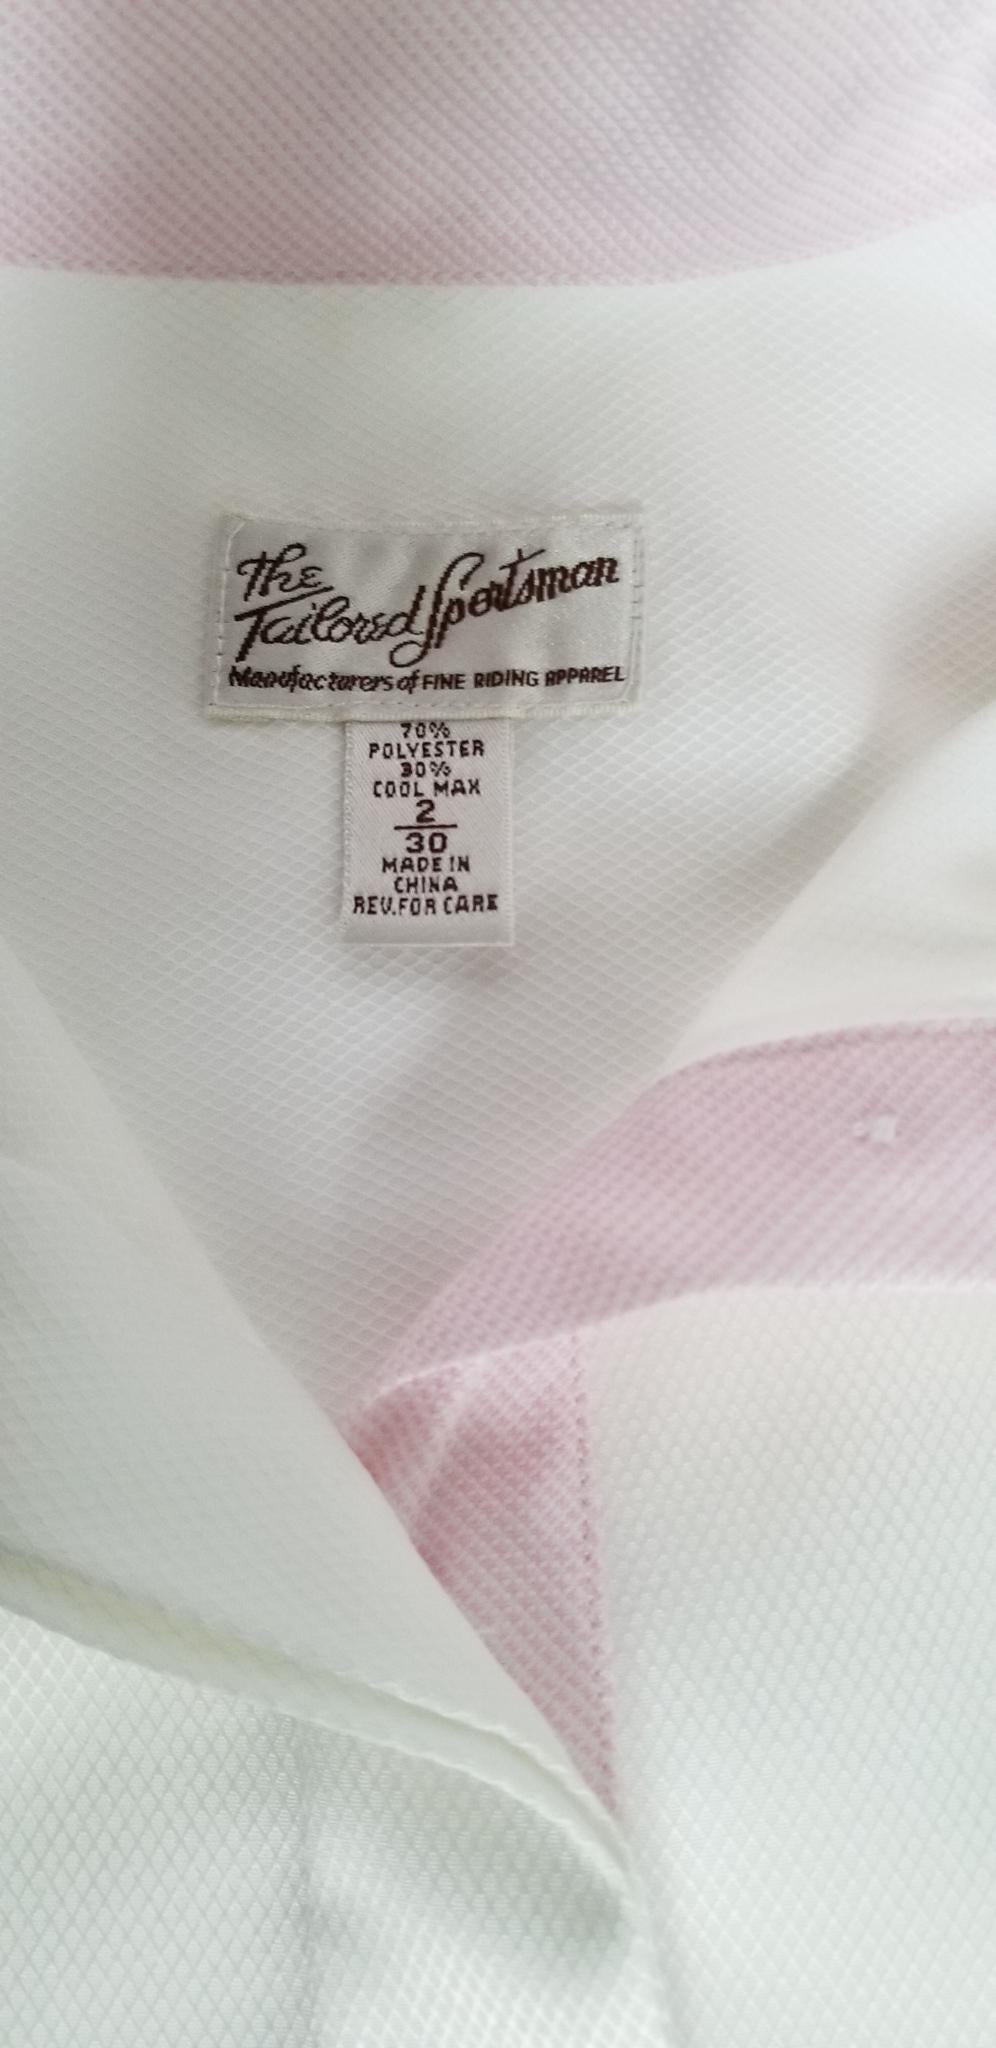 The
Tailored Sportsman
Manufacturers of FINE RIDING APPAREL
70%
POLYESTER
30%
COOL MAX
2
30
MADE IN
CHINA
REV. FOR CARE